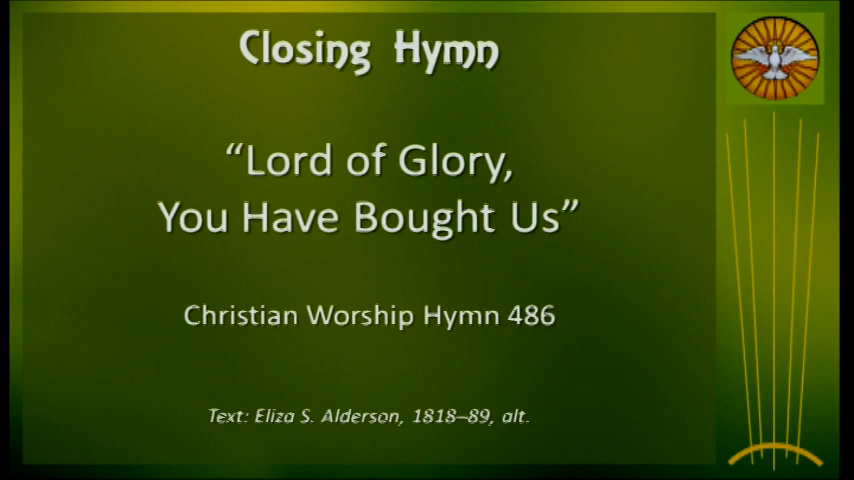 Closing Hymn
“Lord of Glory,
You Have Bought Us”
Christian Worship Hymn 486
Text: Eliza S. Alderson, 1818–89, alt.